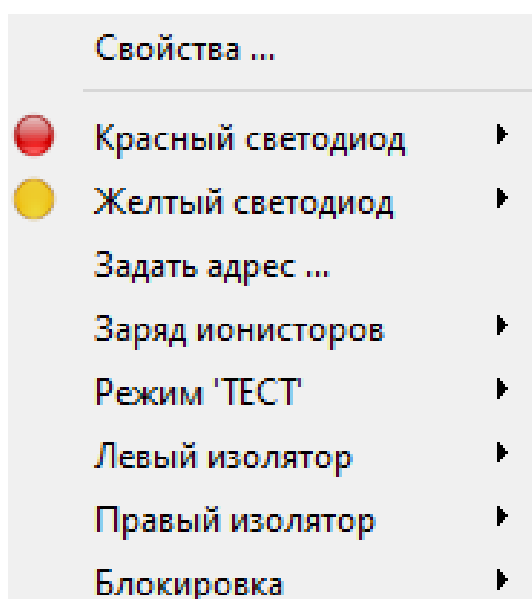 Свойства ...
Красный светодиод
Желтый светодиод
Задать адрес ...
Заряд ионисторов
Режим 'ТЕСТ'
Левый изолятор
Правый изолятор
Блокировка